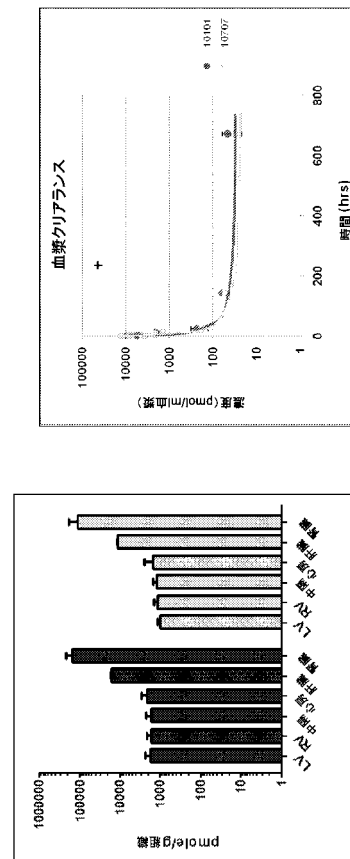 pmole/g組織
1000000
100000
10000
1000
100
10
1
LV
RV
中隔
心房
肝臓
腎臓
LV
RV
中隔
心房
肝臓
腎臓
血漿クリアランス
濃度(pmol/ml血漿)
100000
10000
1000
100
10
1
0
200
400
600
800
時間 (hrs)
10101
10707